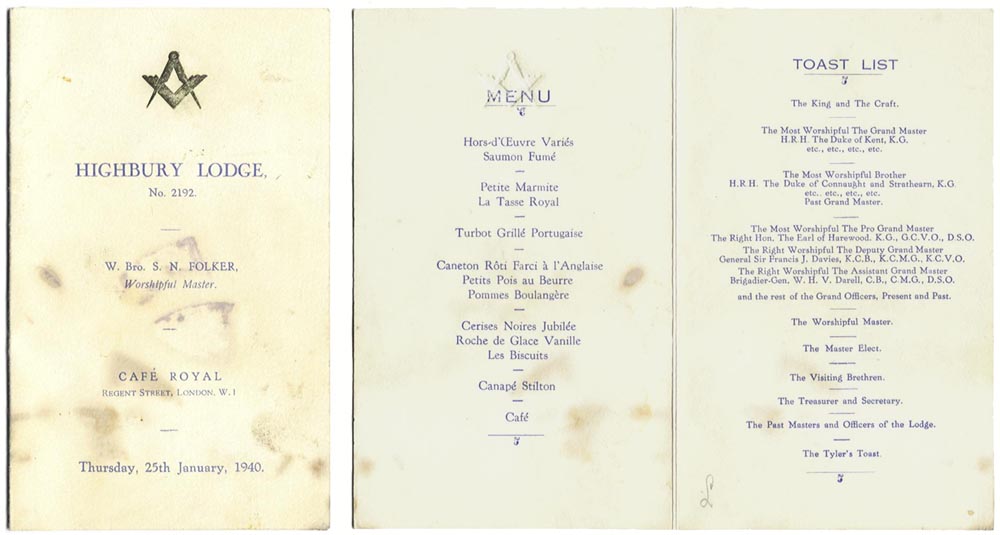 HIGHBURY LODGE,
No. 2192.
W. Bro. S. N. FOLKER,
Worshipful Master.
CAFÉ ROYAL
REGENT STREET, LONDON. W.1
Thursday, 25th January, 1940.
MENU
Hors-d'Œuvre Variés
Saumon Fumé
Petite Marmite
La Tasse Royal
Turbot Grillé Portugaise
Caneton Rôti Farci à l'Anglaise
Petits Pois au Beurre
Pommes Boulangère
Cerises Noires Jubilée
Roche de Glace Vanille
Les Biscuits
Canapé Stilton
Café
TOAST LIST
The King and The Craft.
The Most Worshipful The Grand Master
H.R.H. The Duke of Kent, K.G.
etc., etc., etc., etc.
The Most Worshipful Brother
H.R.H. The Duke of Connaught and Strathearn, K.G.
etc., etc., etc., etc.
Past Grand Master.
The Most Worshipful The Pro Grand Master
The Right Hon. The Earl of Harewood. K.G., G.C.V.O., D.S.O.
The Right Worshipful The Deputy Grand Master
General Sir Francis J. Davies, K.C.B., K.C.M.G., K.C.V.O.
The Right Worshipful The Assistant Grand Master
Brigadier-Gen. W. H. V. Darell, C.B., C.M.G., D.S.O.
and the rest of the Grand Officers, Present and Past.
The Worshipful Master.
The Master Elect.
The Visiting Brethren.
The Treasurer and Secretary.
The Past Masters and Officers of the Lodge.
The Tyler's Toast.